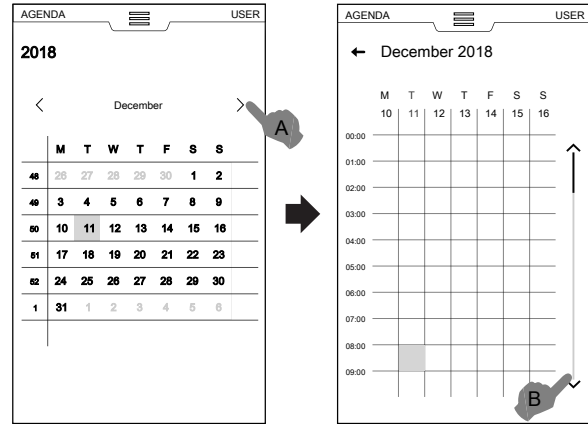 AGENDA USER
2018
December
A
M T W T F S S
48 26 27 28 29 30 1 2
49 3 4 5 6 7 8 9
50 10 11 12 13 14 15 16
51 17 18 19 20 21 22 23
52 24 25 26 27 28 29 30
1 31 1 2 3 4 5 6
AGENDA USER
December 2018
M T W T F S S
10 11 12 13 14 15 16
00:00
01:00
02:00
03:00
04:00
05:00
06:00
07:00
08:00
09:00
B